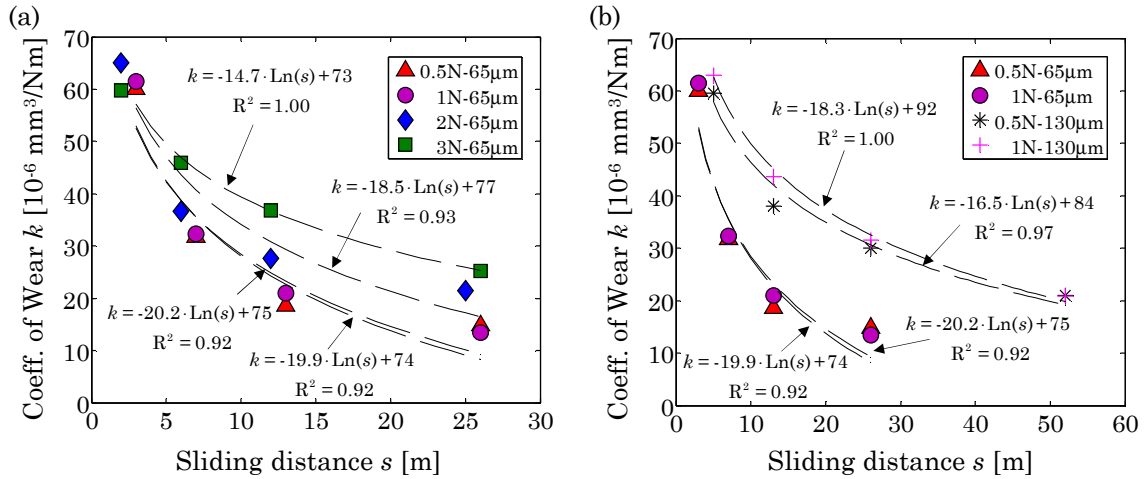 (a)
70
60
50
40
30
20
10
0
0 5 10 15 20 25 30
Coeff. of Wear k [10⁻⁶ mm³/Nm]
Sliding distance s [m]
0.5N-65μm
1N-65μm
2N-65μm
3N-65μm
k=-14.7·Ln(s)+73
R²=1.00
k=-18.5·Ln(s)+77
R²=0.93
k=-20.2·Ln(s)+75
R²=0.92
k=-19.9·Ln(s)+74
R²=0.92
(b)
70
60
50
40
30
20
10
0
0 10 20 30 40 50 60
Coeff. of Wear k [10⁻⁶ mm³/Nm]
Sliding distance s [m]
0.5N-65μm
1N-65μm
0.5N-130μm
1N-130μm
k=-18.3·Ln(s)+92
R²=1.00
k=-16.5·Ln(s)+84
R²=0.97
k=-20.2·Ln(s)+75
R²=0.92
k=-19.9·Ln(s)+74
R²=0.92